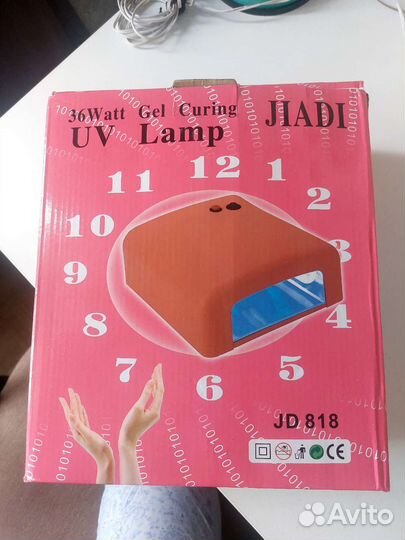 36Watt Gel Curing JIADI
UV Lamp
11 12 1
10 2
9 3
8 4
7 6 5
JD.818
CE
Avito